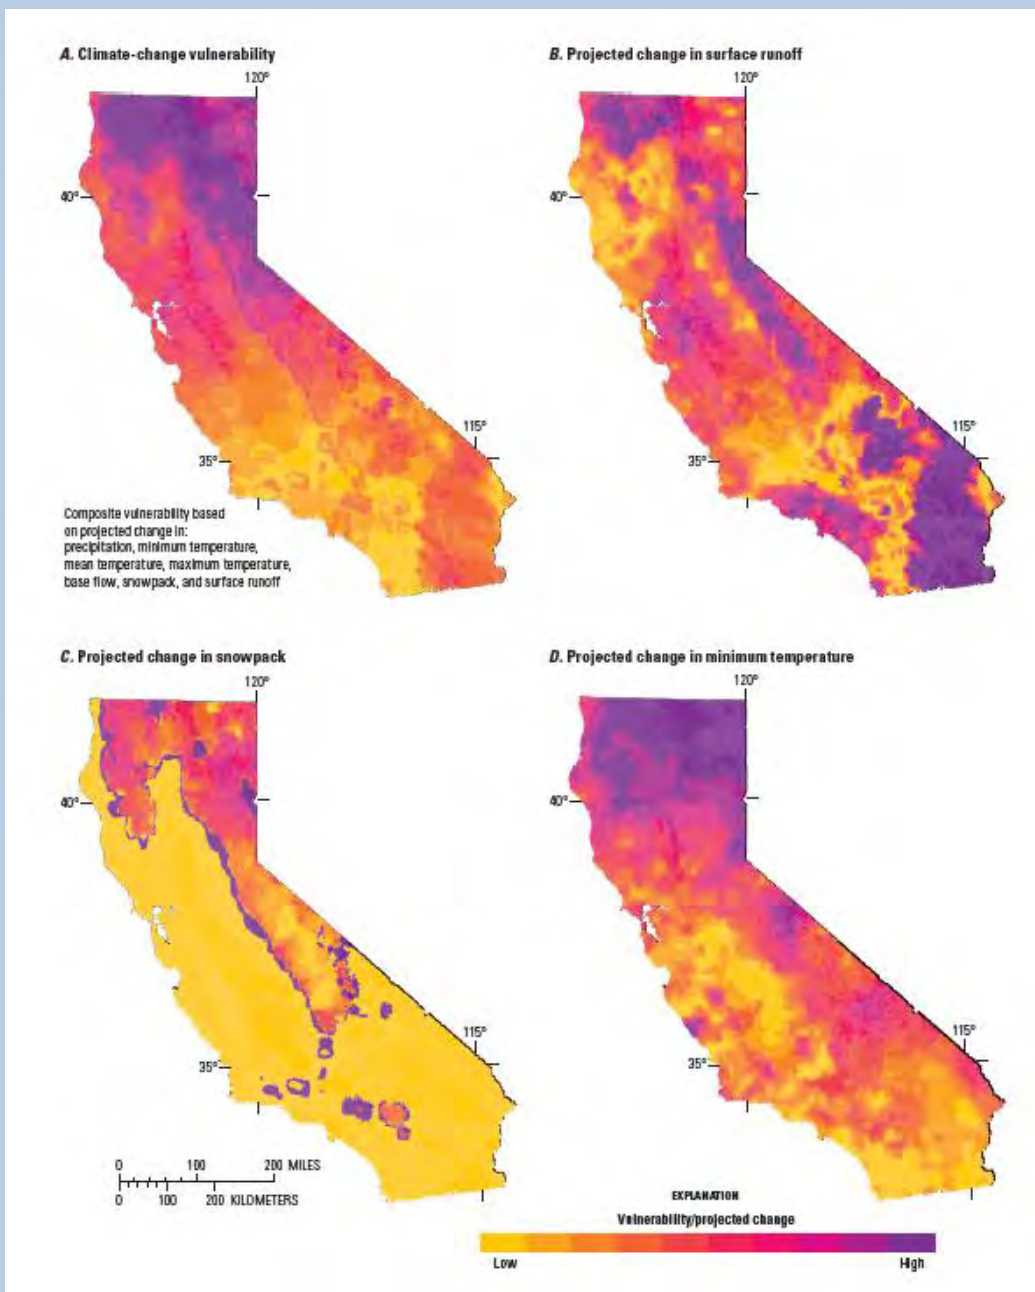 A. Climate-change vulnerability
120°
40°
35°
115°
Composite vulnerability based
on projected change in:
precipitation, minimum temperature,
mean temperature, maximum temperature,
base flow, snowpack, and surface runoff
B. Projected change in surface runoff
120°
40°
35°
115°
C. Projected change in snowpack
120°
40°
35°
115°
0 100 200 MILES
0 100 200 KILOMETERS
D. Projected change in minimum temperature
120°
40°
35°
115°
EXPLANATION
Vulnerability/projected change
Low High